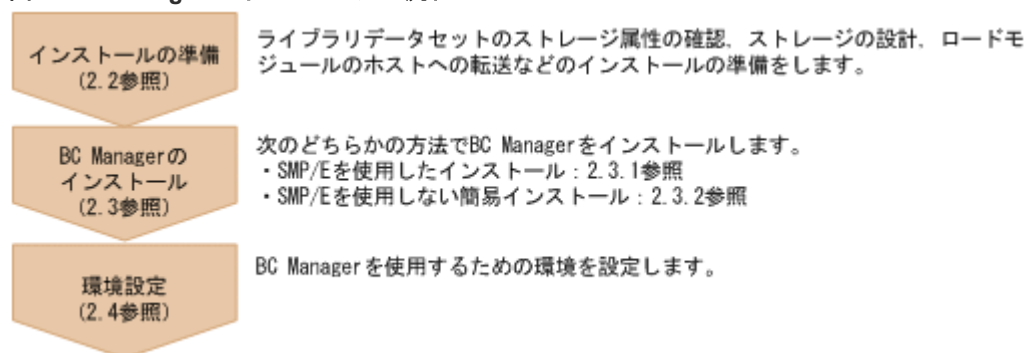 インストールの準備
(2.2参照)
ライブラリデータセットのストレージ属性の確認，ストレージの設計，ロードモ
ジュールのホストへの転送などのインストールの準備をします。
BC Managerの
インストール
(2.3参照)
次のどちらかの方法でBC Managerをインストールします。
・SMP/Eを使用したインストール：2.3.1参照
・SMP/Eを使用しない簡易インストール：2.3.2参照
環境設定
(2.4参照)
BC Managerを使用するための環境を設定します。